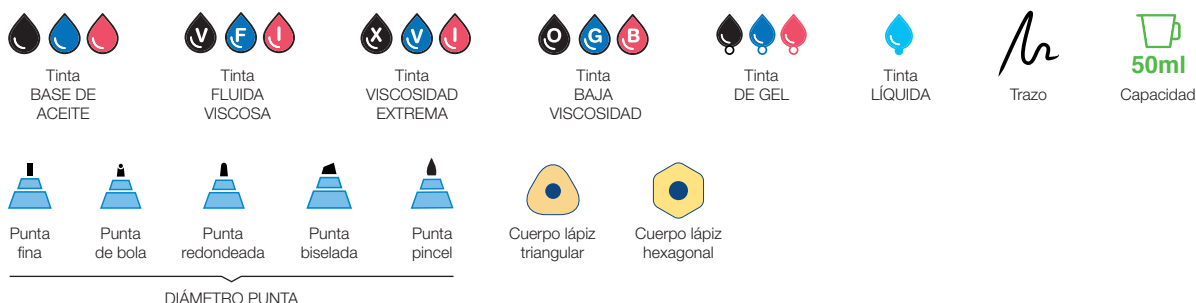 V F I
X V I
O G B
50ml
Tinta
BASE DE
ACEITE
Tinta
FLUIDA
VISCOSA
Tinta
VISCOSIDAD
EXTREMA
Tinta
BAJA
VISCOSIDAD
Tinta
DE GEL
Tinta
LÍQUIDA
Trazo
Capacidad
Punta
fina
Punta
de bola
Punta
redondeada
Punta
biselada
Punta
pincel
Cuerpo lápiz
triangular
Cuerpo lápiz
hexagonal
DIÁMETRO PUNTA